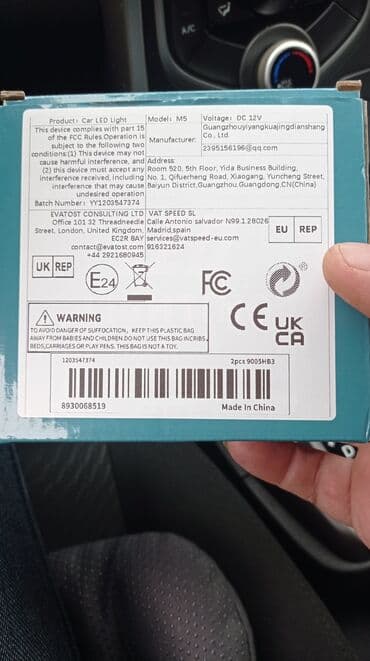 A/C
Product: Car LED Light
This device complies with part 15
of the FCC Rules Operation is
subject to the following two
conditions:(1) This device may not
cause harmful interference, and
(2) this device must accept any
interference received, including
interference that may cause
undesired operation
Batch Number: YY1203547374
Model: M5
Voltage: DC 12V
Manufacturer:
Guangzhouyiyangkuajingdianshang
Co., Ltd.
2395156196@qq.com
Address:
Room 520, 5th Floor, Yida Business Building,
No. 1, Qifuerheng Road, Xiaogang, Yuncheng Street,
Baiyun District,Guangzhou,Guangdong,CN(China)
EVATOST CONSULTING LTD
Office 101 32 Threadneedle
Street, London, United Kingdom,
EC2R 8AY
contact@evatost.com
+44 2921680945
VAT SPEED SL
Calle Antonio salvador N99.1.28026
Madrid,spain
services@vatspeed-eu.com
916321624
EU REP
UK REP
E24
FC
CE
UK
CA
WARNING
TO AVOID DANGER OF SUFFOCATION, KEEP THIS PLASTIC BAG
AWAY FROM BABIES AND CHILDREN.DO NOT USE THIS BAG INCRIBS,
BEDS,CARRIAGES OR PLAY PENS. THIS BAG IS NOT A TOY.
1203547374
2pcs 9005HB3
8930068519
Made In China